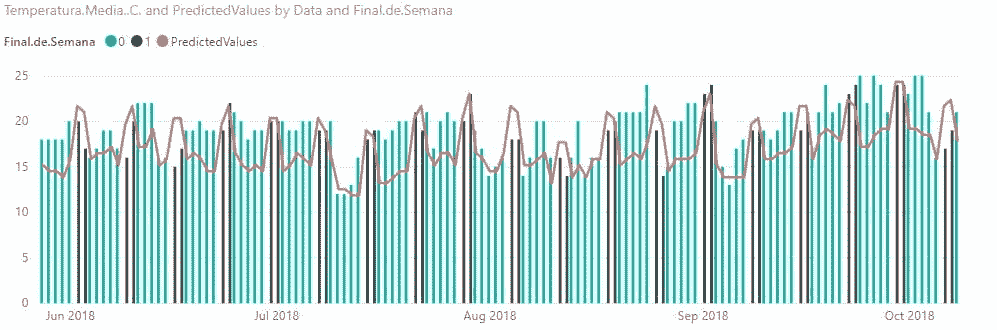 Temperatura.Media..C. and PredictedValues by Data and Final.de.Semana
Final.de.Semana 0 1 PredictedValues
25
20
15
10
5
0
Jun 2018 Jul 2018 Aug 2018 Sep 2018 Oct 2018